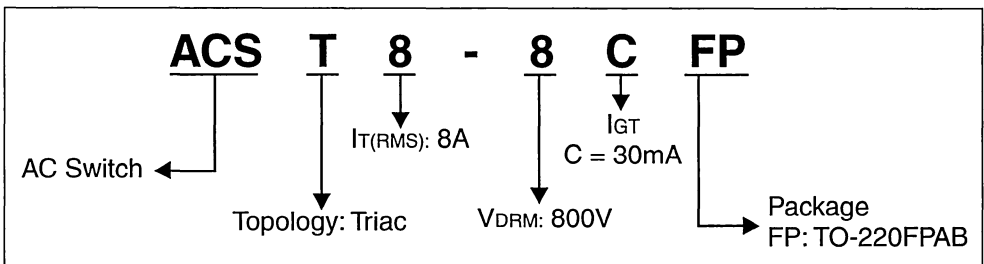 ACS T 8 - 8 C FP
IT(RMS): 8A
IGT
C = 30mA
AC Switch
Topology: Triac
VDRM: 800V
Package
FP: TO-220FPAB